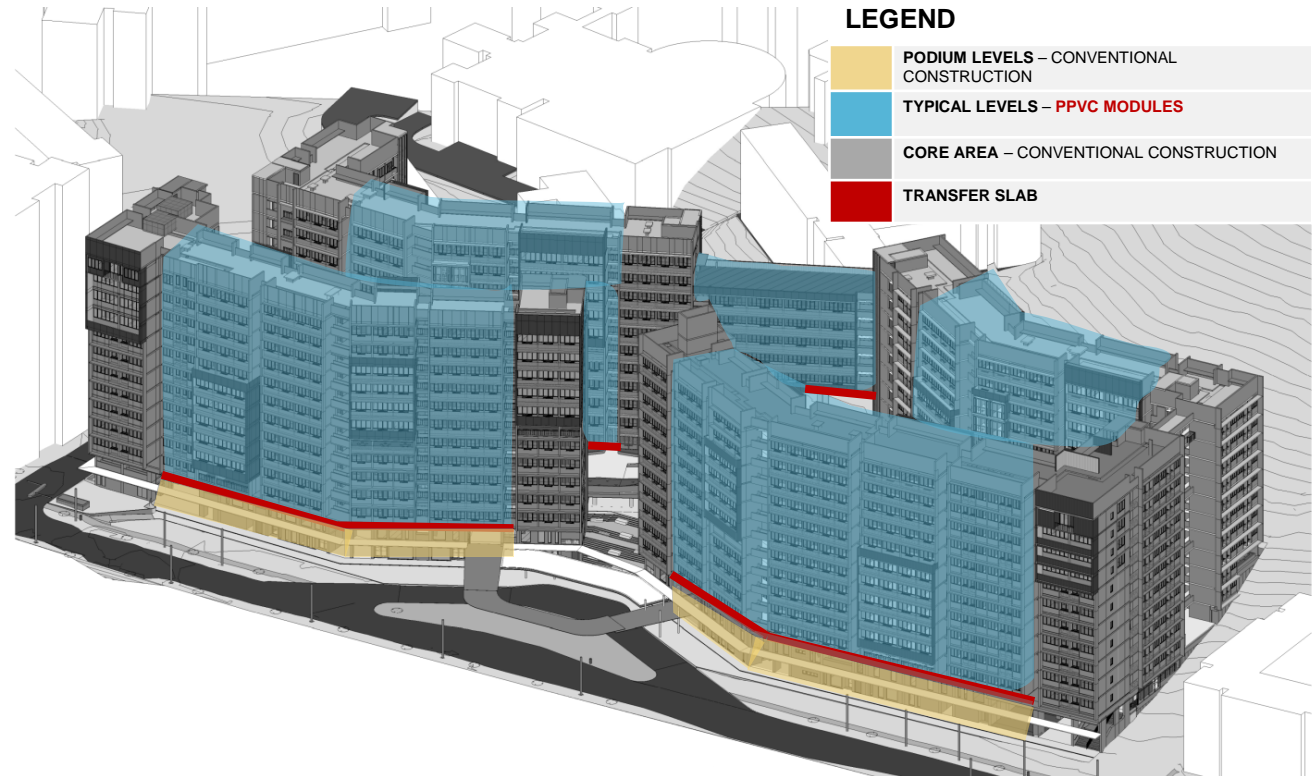 LEGEND
PODIUM LEVELS – CONVENTIONAL
CONSTRUCTION
TYPICAL LEVELS – PPVC MODULES
CORE AREA – CONVENTIONAL CONSTRUCTION
TRANSFER SLAB